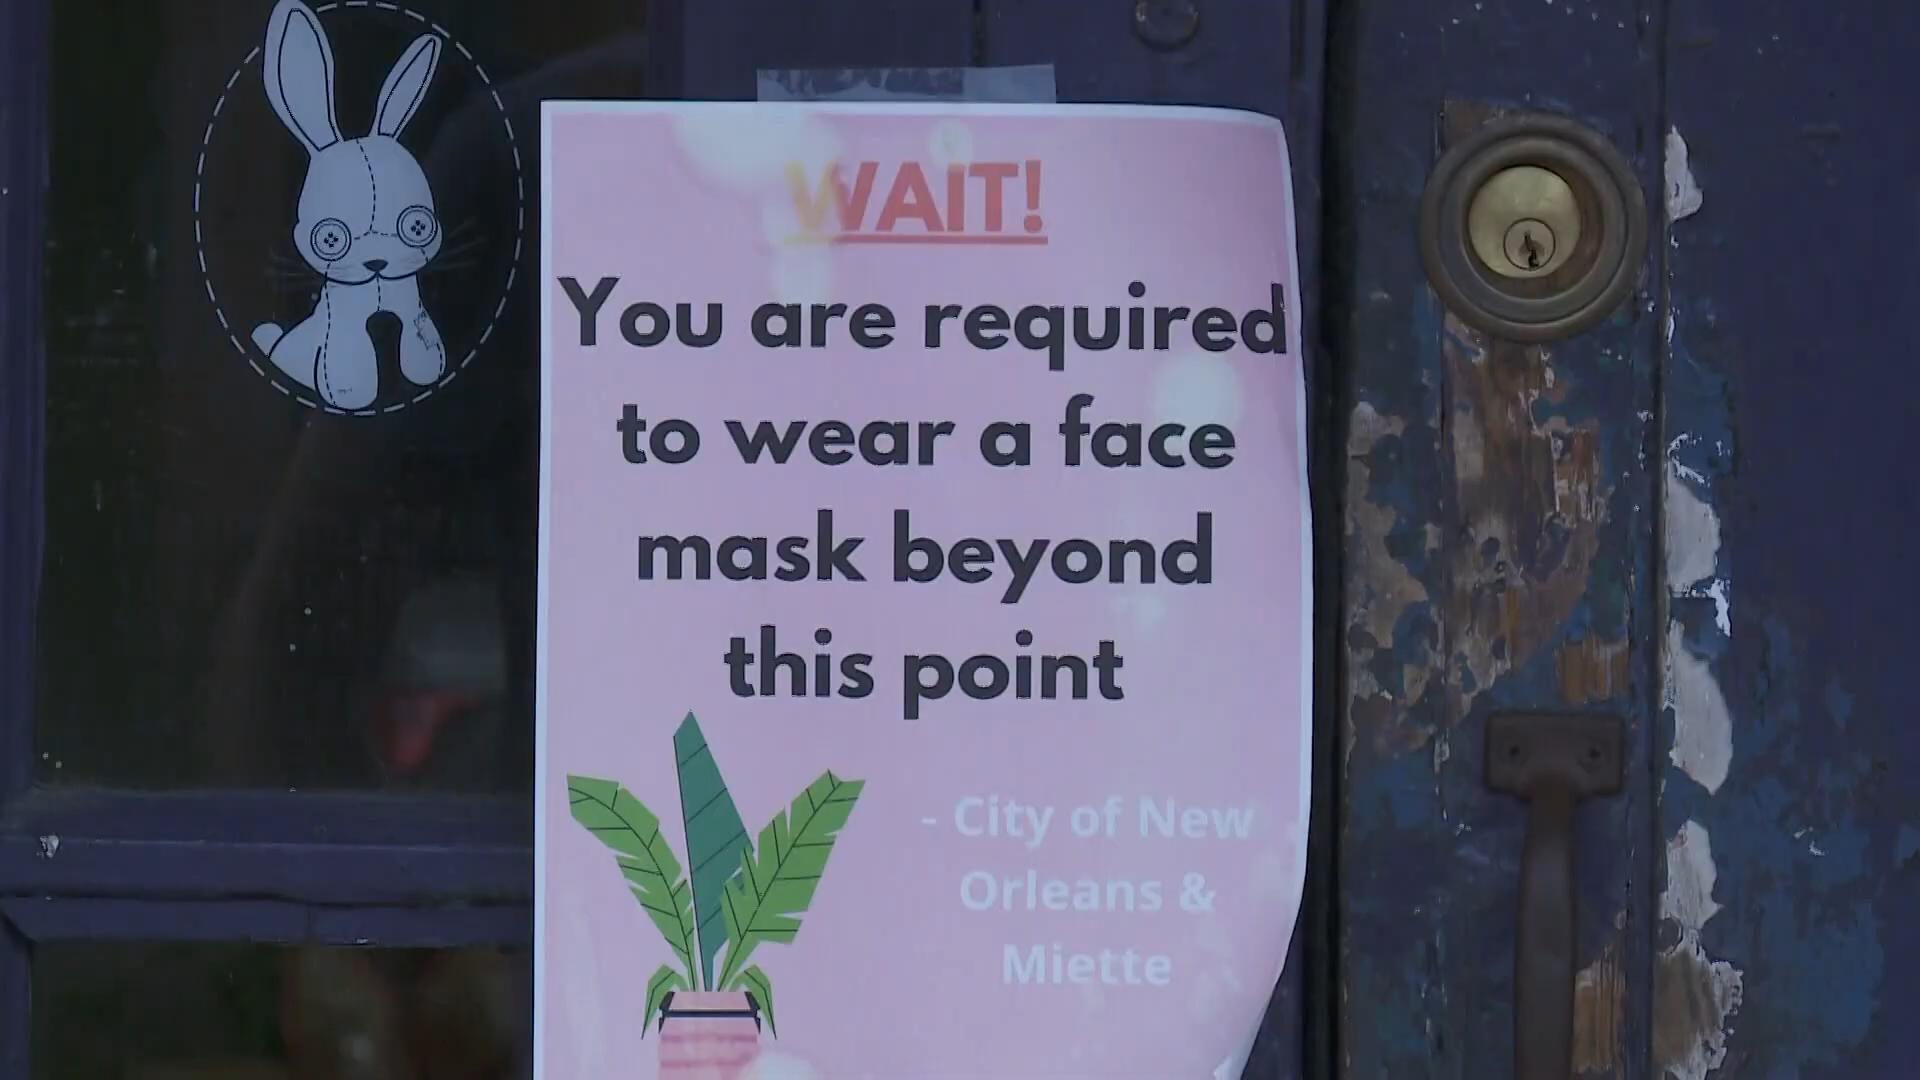 WAIT!
You are required
to wear a face
mask beyond
this point
- City of New
Orleans &
Miette